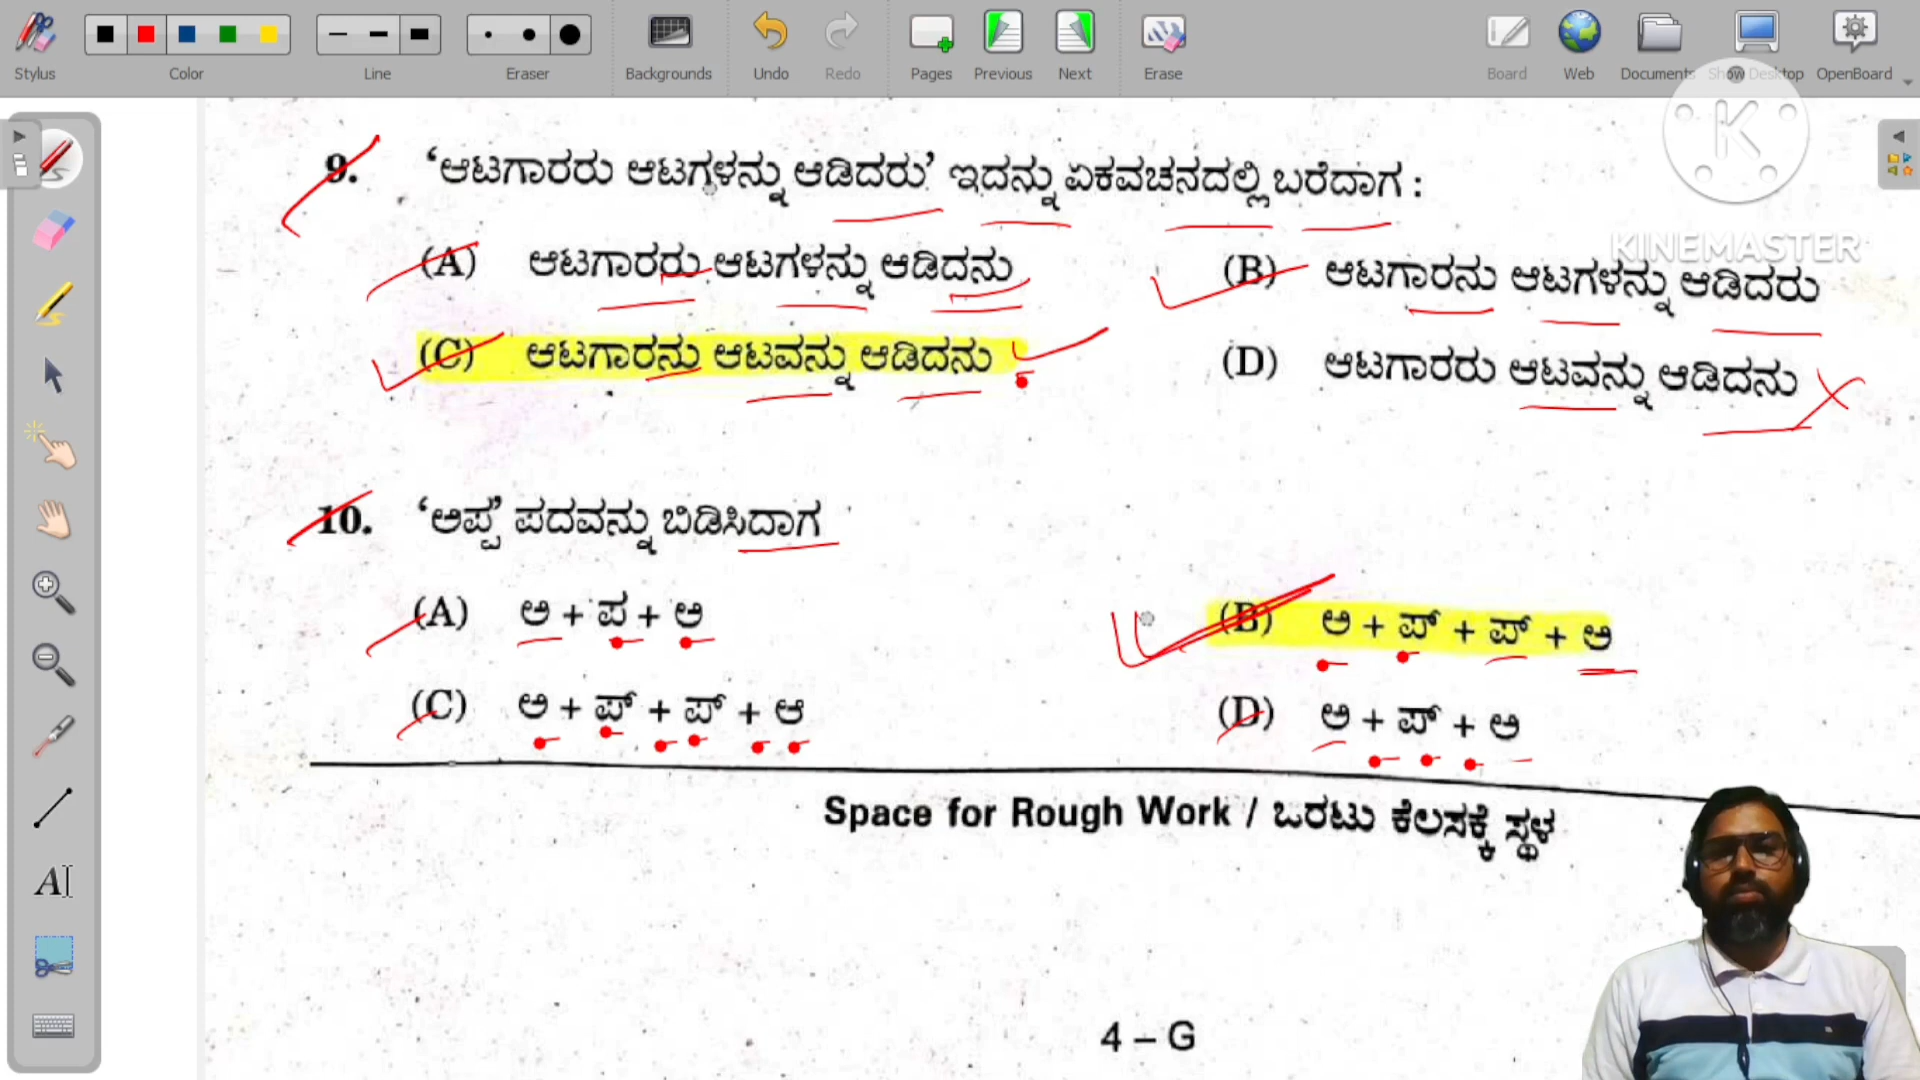 Stylus Color Line Eraser Backgrounds Undo Redo Pages Previous Next Erase Board Web Documents Show Desktop OpenBoard
K
KINEMASTER
9. ‘ಆಟಗಾರರು ಆಟಗಳನ್ನು ಆಡಿದರು’ ಇದನ್ನು ಏಕವಚನದಲ್ಲಿ ಬರೆದಾಗ :
(A) ಆಟಗಾರರು ಆಟಗಳನ್ನು ಆಡಿದನು (B) ಆಟಗಾರನು ಆಟಗಳನ್ನು ಆಡಿದರು
(C) ಆಟಗಾರನು ಆಟವನ್ನು ಆಡಿದನು (D) ಆಟಗಾರರು ಆಟವನ್ನು ಆಡಿದನು
10. ‘ಅಪ್ಪ’ ಪದವನ್ನು ಬಿಡಿಸಿದಾಗ
(A) ಅ + ಪ + ಅ (B) ಅ + ಪ್ + ಪ್ + ಅ
(C) ಅ + ಪ್ + ಪ್ + ಆ (D) ಅ + ಪ್ + ಅ
Space for Rough Work / ಒರಟು ಕೆಲಸಕ್ಕೆ ಸ್ಥಳ
4 – G